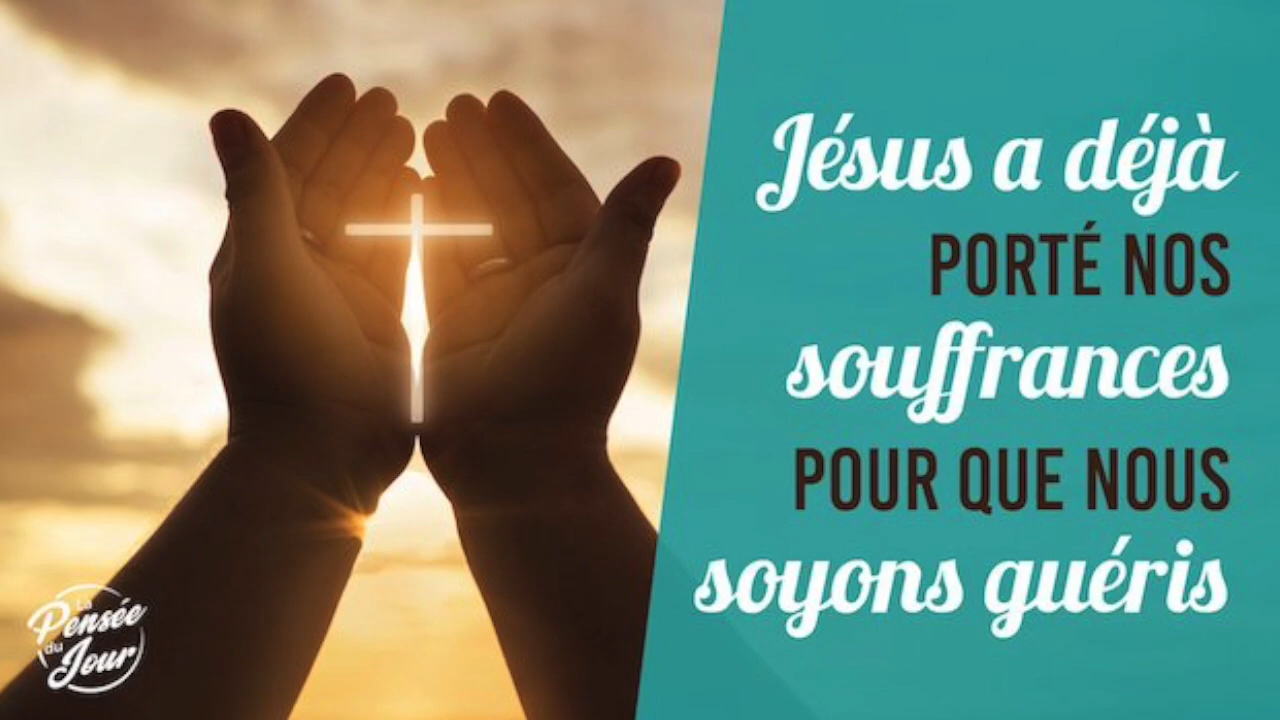 Jésus a déjà
PORTÉ NOS
souffrances
POUR QUE NOUS
soyons guéris
La
Pensée
du
Jour